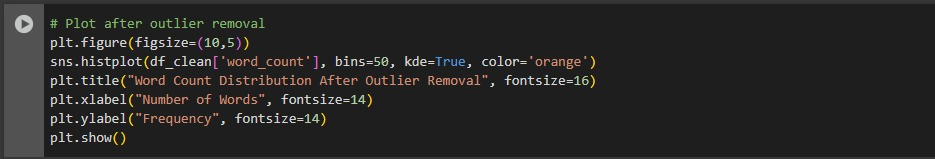 # Plot after outlier removal
plt.figure(figsize=(10,5))
sns.histplot(df_clean['word_count'], bins=50, kde=True, color='orange')
plt.title("Word Count Distribution After Outlier Removal", fontsize=16)
plt.xlabel("Number of Words", fontsize=14)
plt.ylabel("Frequency", fontsize=14)
plt.show()